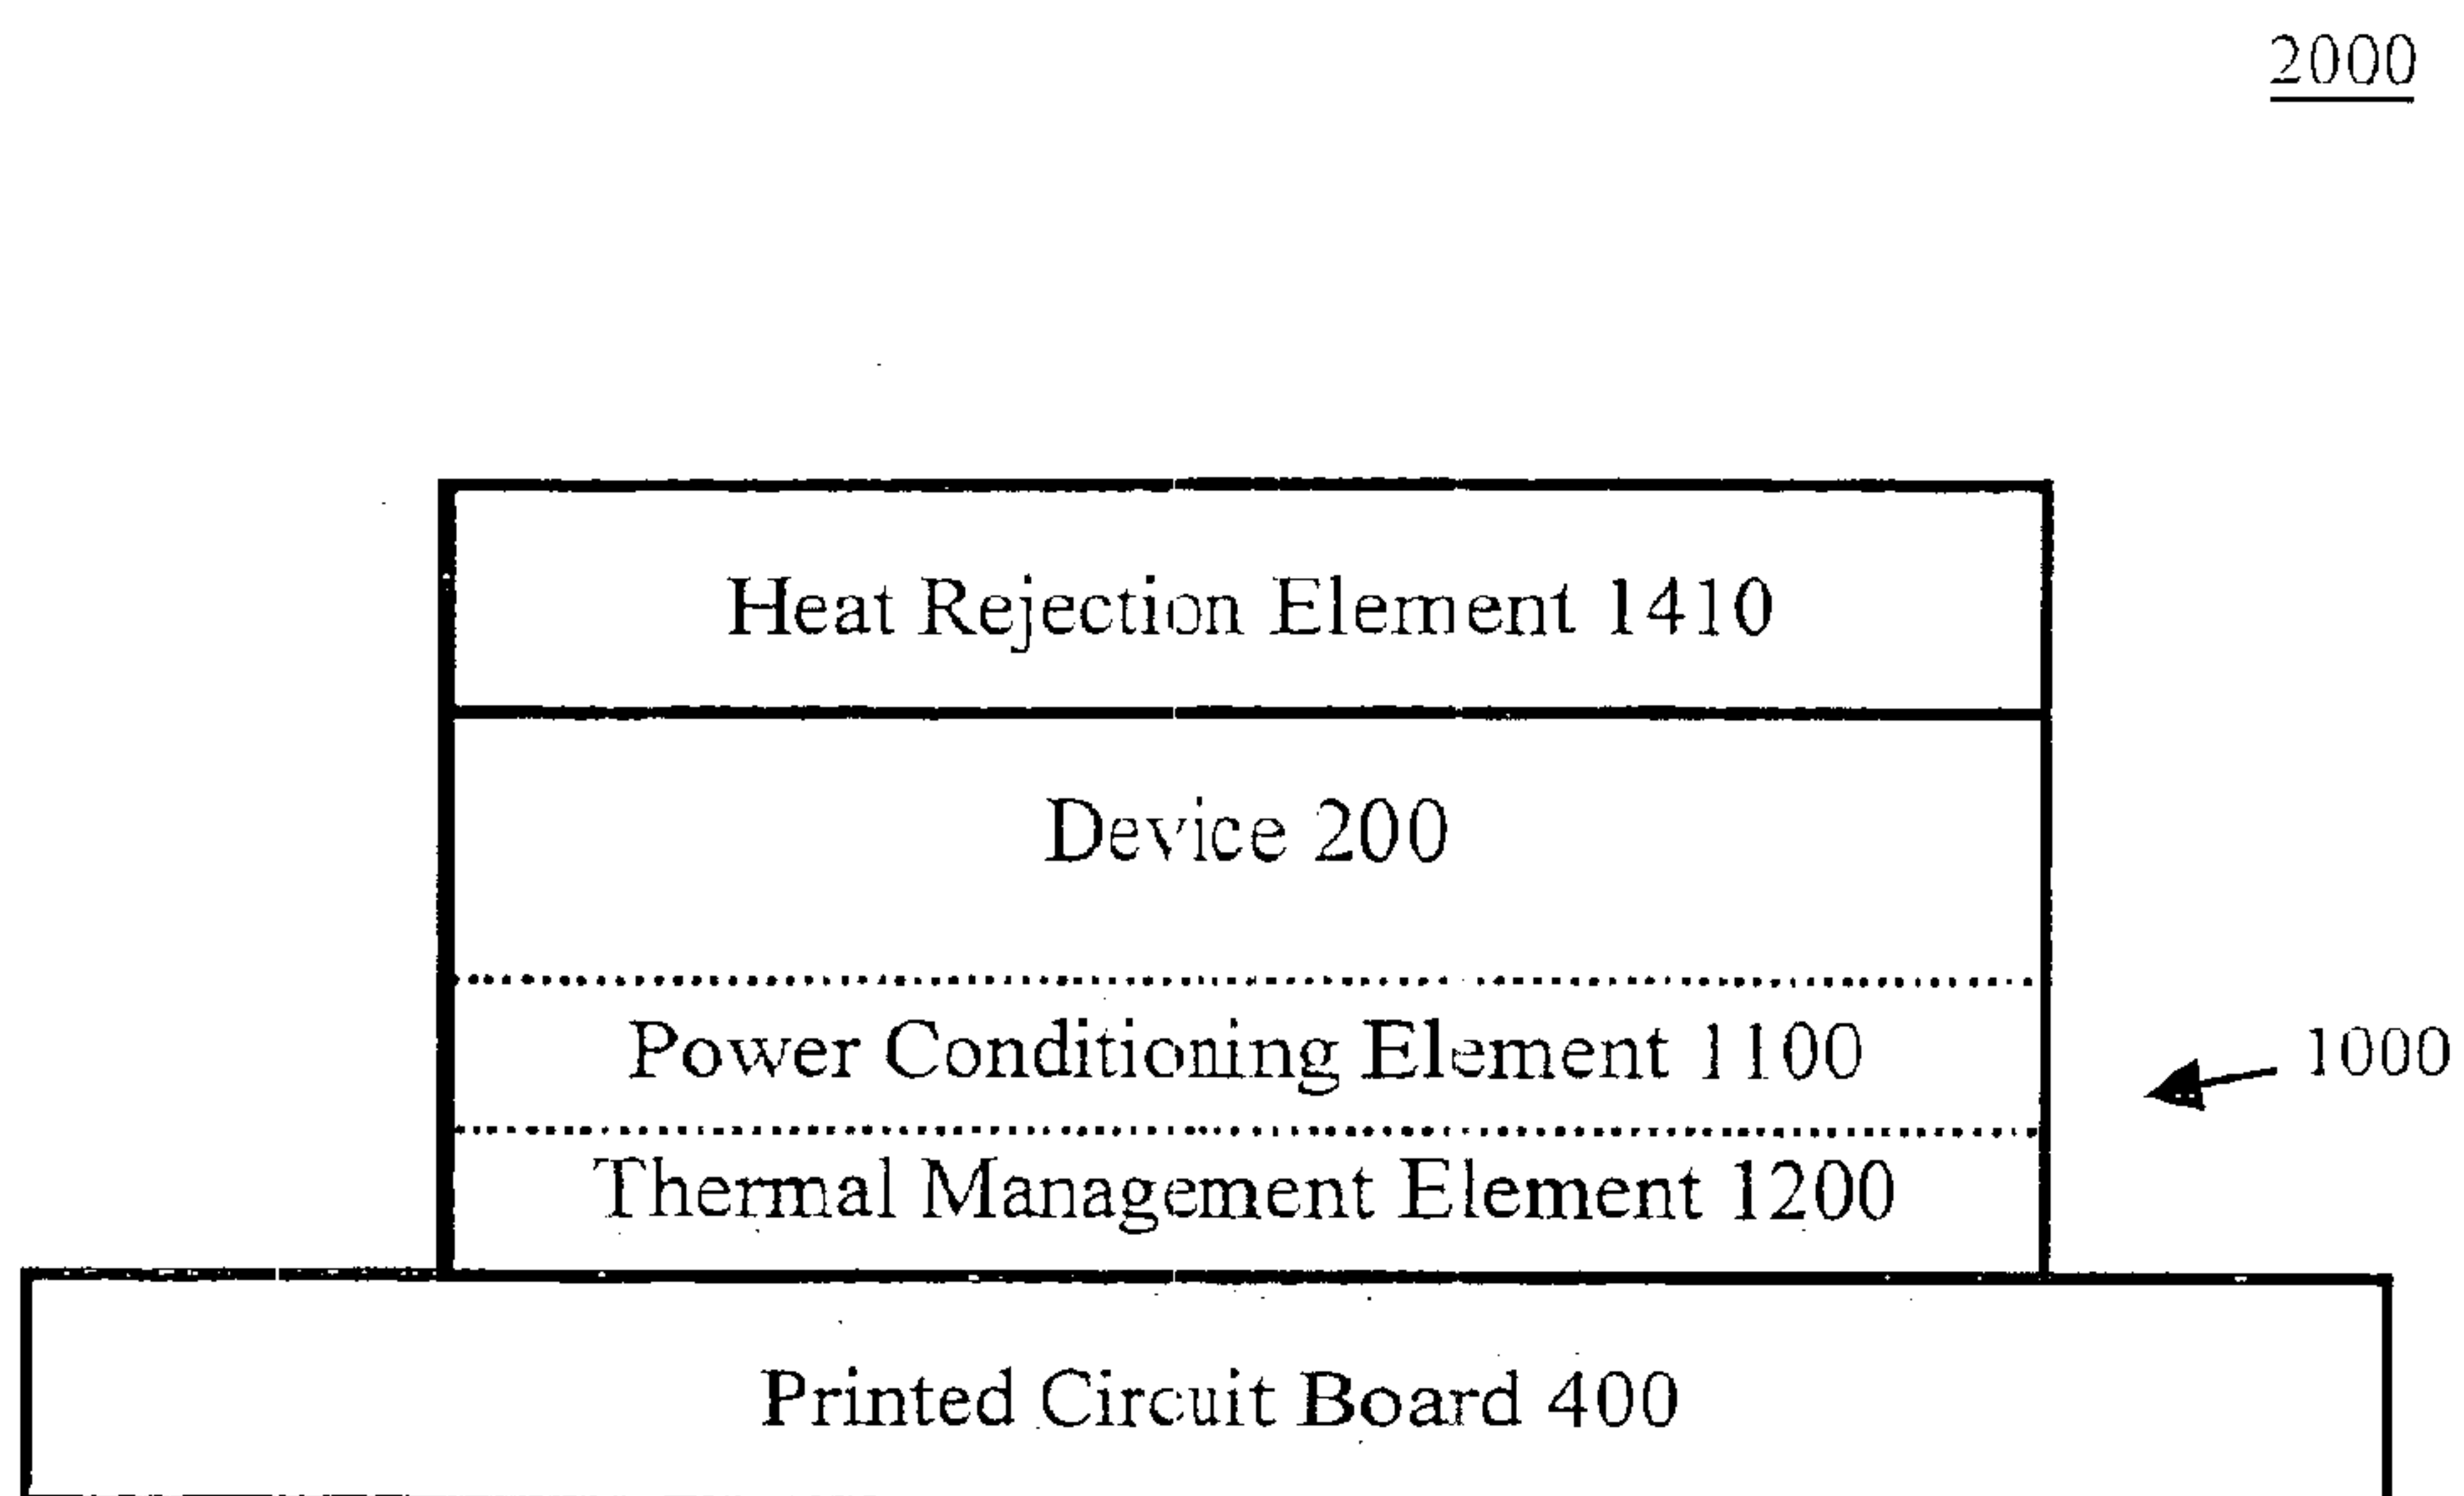 2000
Heat Rejection Element 1410
Device 200
Power Conditioning Element 1100
1000
Thermal Management Element 1200
Printed Circuit Board 400